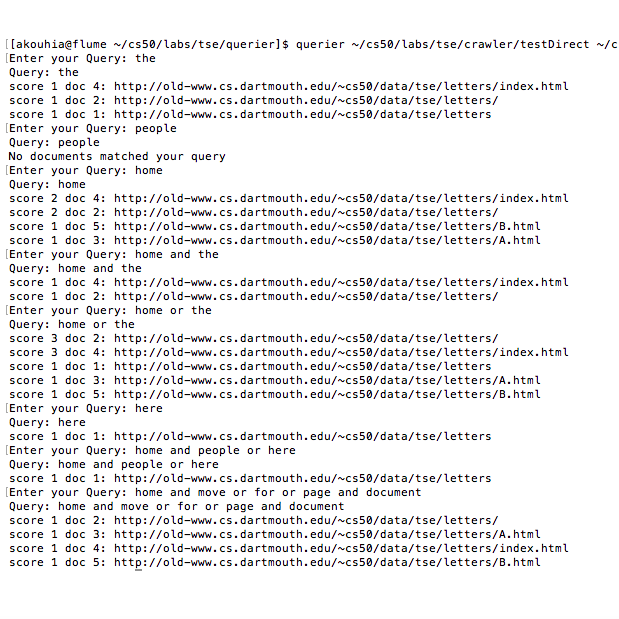 [[akouhia@flume ~/cs50/labs/tse/querier]$ querier ~/cs50/labs/tse/crawler/testDirect ~/c
[Enter your Query: the
Query: the
score 1 doc 4: http://old-www.cs.dartmouth.edu/~cs50/data/tse/letters/index.html
score 1 doc 2: http://old-www.cs.dartmouth.edu/~cs50/data/tse/letters/
score 1 doc 1: http://old-www.cs.dartmouth.edu/~cs50/data/tse/letters
[Enter your Query: people
Query: people
No documents matched your query
[Enter your Query: home
Query: home
score 2 doc 4: http://old-www.cs.dartmouth.edu/~cs50/data/tse/letters/index.html
score 2 doc 2: http://old-www.cs.dartmouth.edu/~cs50/data/tse/letters/
score 1 doc 5: http://old-www.cs.dartmouth.edu/~cs50/data/tse/letters/B.html
score 1 doc 3: http://old-www.cs.dartmouth.edu/~cs50/data/tse/letters/A.html
[Enter your Query: home and the
Query: home and the
score 1 doc 4: http://old-www.cs.dartmouth.edu/~cs50/data/tse/letters/index.html
score 1 doc 2: http://old-www.cs.dartmouth.edu/~cs50/data/tse/letters/
[Enter your Query: home or the
Query: home or the
score 3 doc 2: http://old-www.cs.dartmouth.edu/~cs50/data/tse/letters/
score 3 doc 4: http://old-www.cs.dartmouth.edu/~cs50/data/tse/letters/index.html
score 1 doc 1: http://old-www.cs.dartmouth.edu/~cs50/data/tse/letters
score 1 doc 3: http://old-www.cs.dartmouth.edu/~cs50/data/tse/letters/A.html
score 1 doc 5: http://old-www.cs.dartmouth.edu/~cs50/data/tse/letters/B.html
[Enter your Query: here
Query: here
score 1 doc 1: http://old-www.cs.dartmouth.edu/~cs50/data/tse/letters
[Enter your Query: home and people or here
Query: home and people or here
score 1 doc 1: http://old-www.cs.dartmouth.edu/~cs50/data/tse/letters
[Enter your Query: home and move or for or page and document
Query: home and move or for or page and document
score 1 doc 2: http://old-www.cs.dartmouth.edu/~cs50/data/tse/letters/
score 1 doc 3: http://old-www.cs.dartmouth.edu/~cs50/data/tse/letters/A.html
score 1 doc 4: http://old-www.cs.dartmouth.edu/~cs50/data/tse/letters/index.html
score 1 doc 5: http://old-www.cs.dartmouth.edu/~cs50/data/tse/letters/B.html